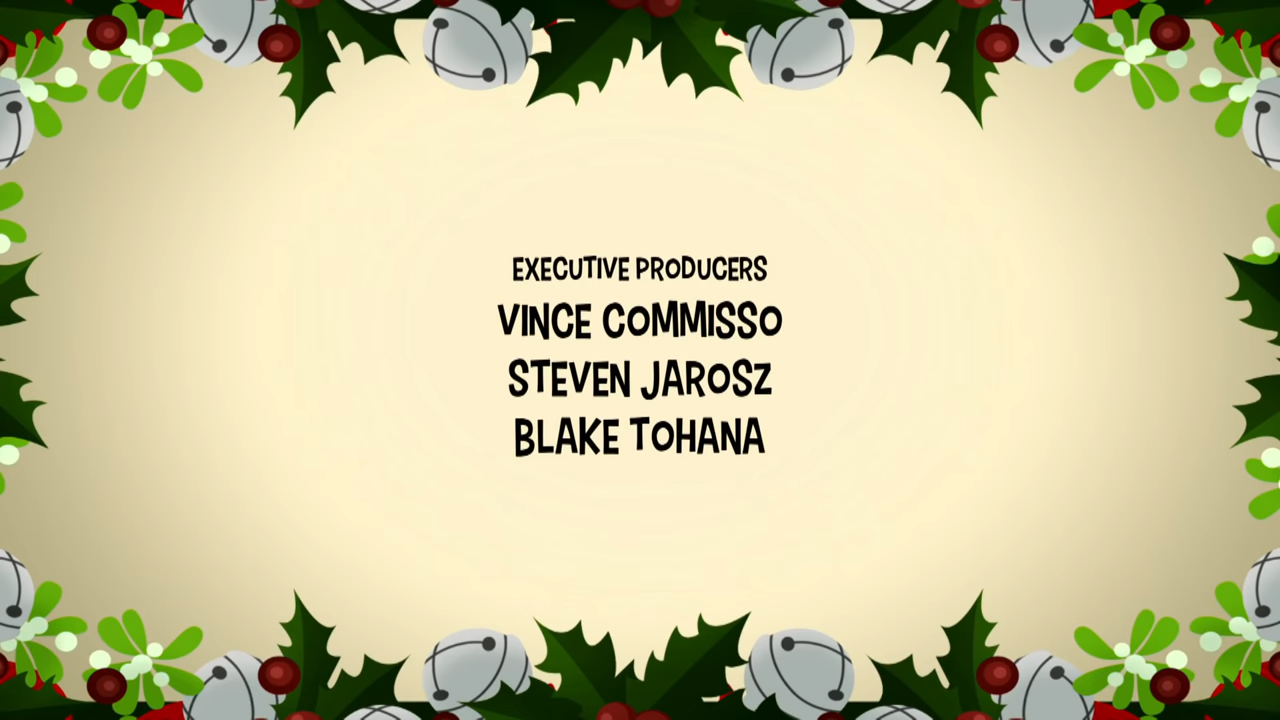 EXECUTIVE PRODUCERS
VINCE COMMISSO
STEVEN JAROSZ
BLAKE TOHANA